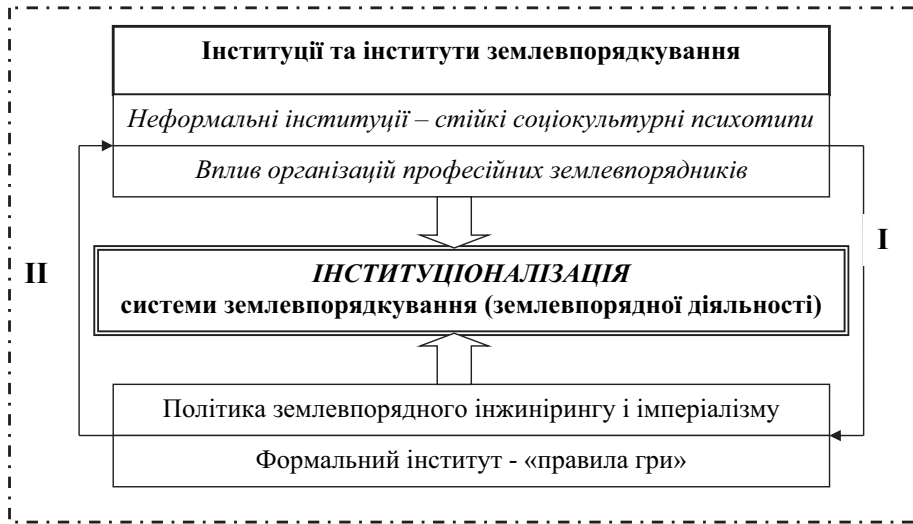 Інституції та інститути землевпорядкування
Неформальні інституції – стійкі соціокультурні психотипи
Вплив організацій професійних землевпорядників
I
II
ІНСТИТУЦІОНАЛІЗАЦІЯ
системи землевпорядкування (землевпорядної діяльності)
Політика землевпорядного інжинірингу і імперіалізму
Формальний інститут - «правила гри»